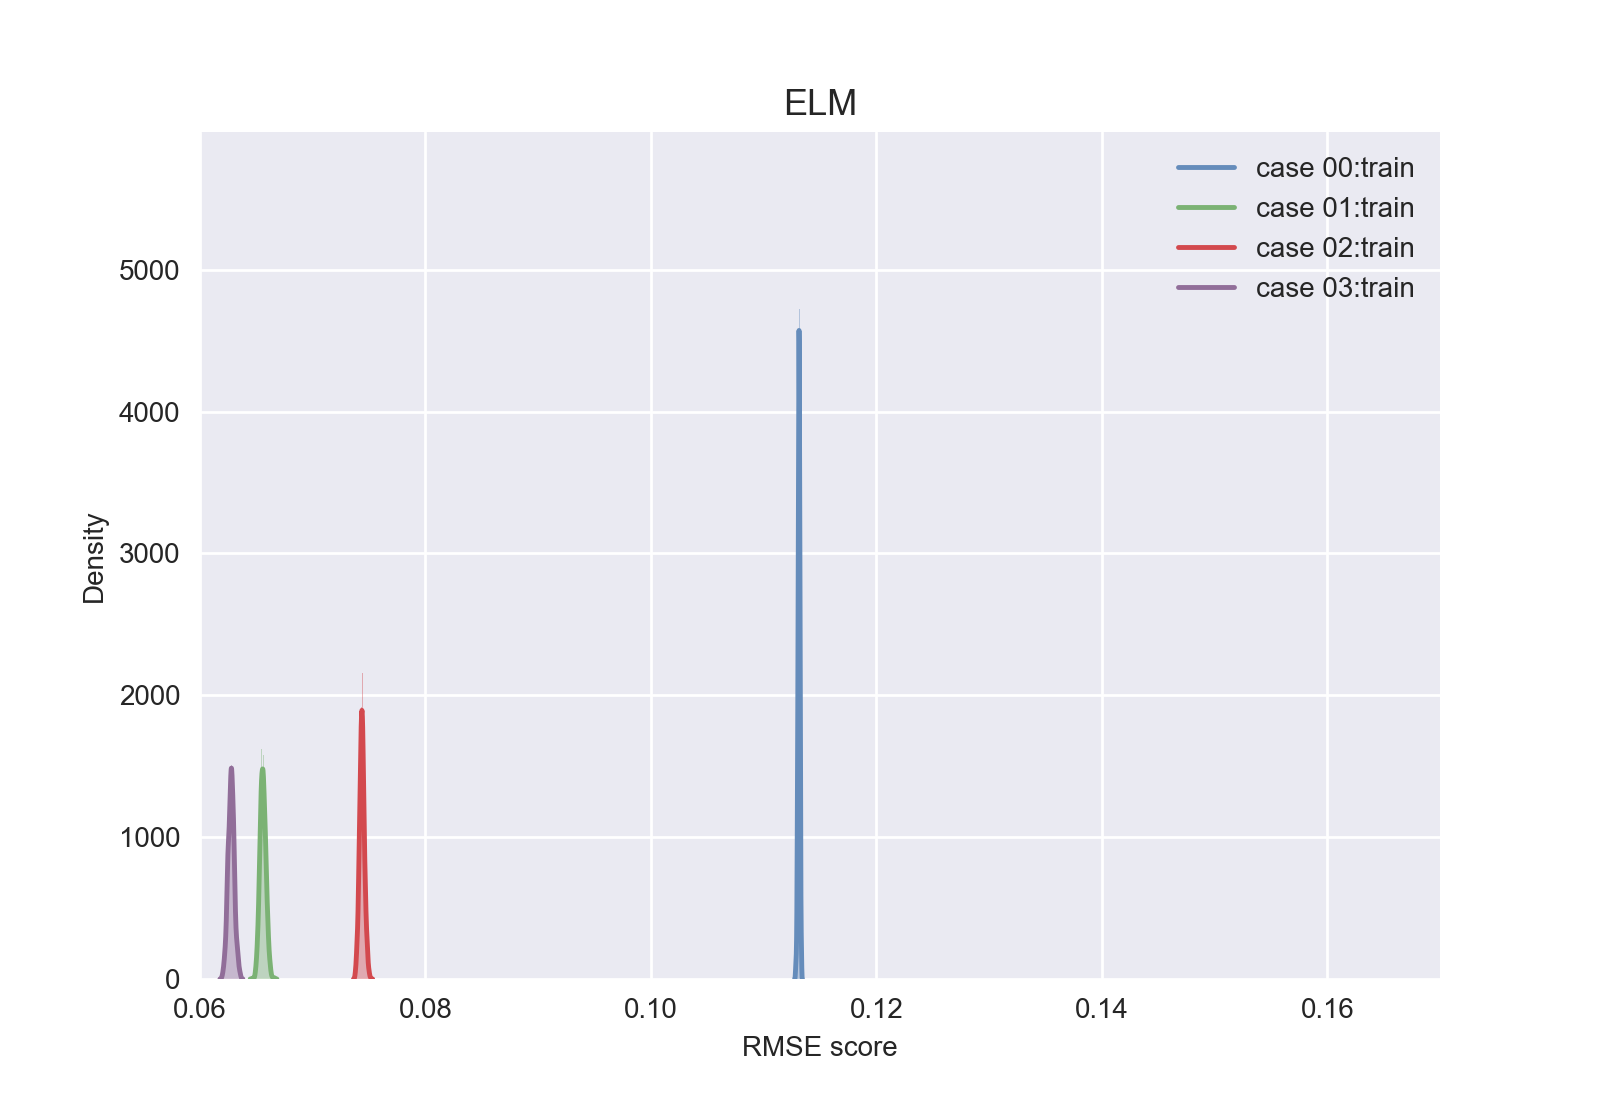 ELM
case 00:train
case 01:train
case 02:train
case 03:train
5000
4000
3000
2000
1000
0
Density
0.06 0.08 0.10 0.12 0.14 0.16
RMSE score